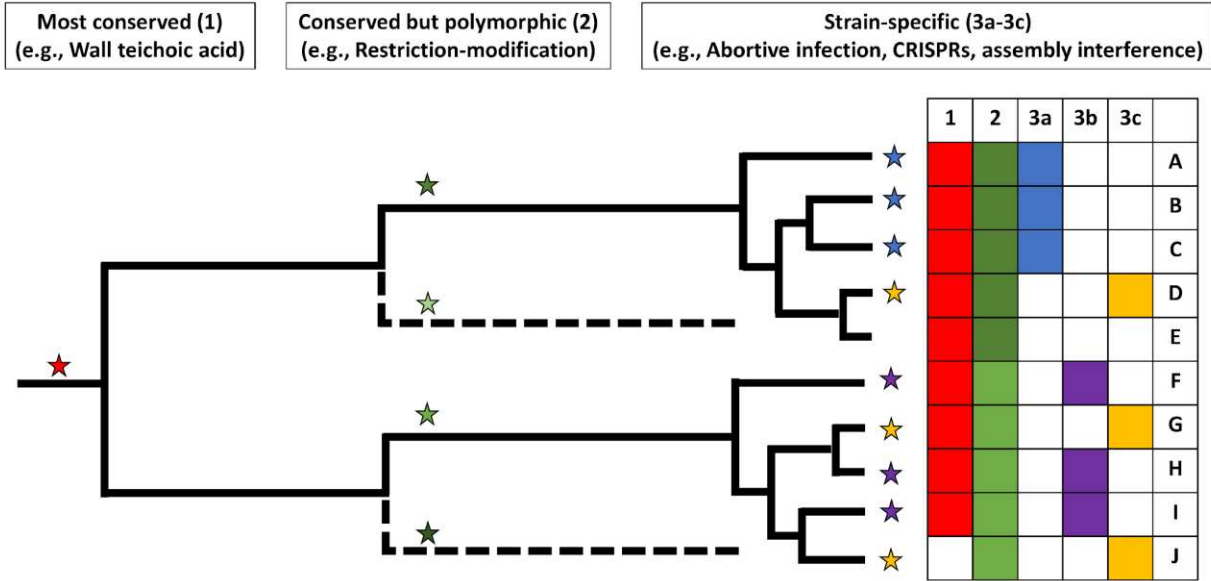 Most conserved (1)
(e.g., Wall teichoic acid)
Conserved but polymorphic (2)
(e.g., Restriction-modification)
Strain-specific (3a-3c)
(e.g., Abortive infection, CRISPRs, assembly interference)
1 2 3a 3b 3c
A
B
C
D
E
F
G
H
I
J